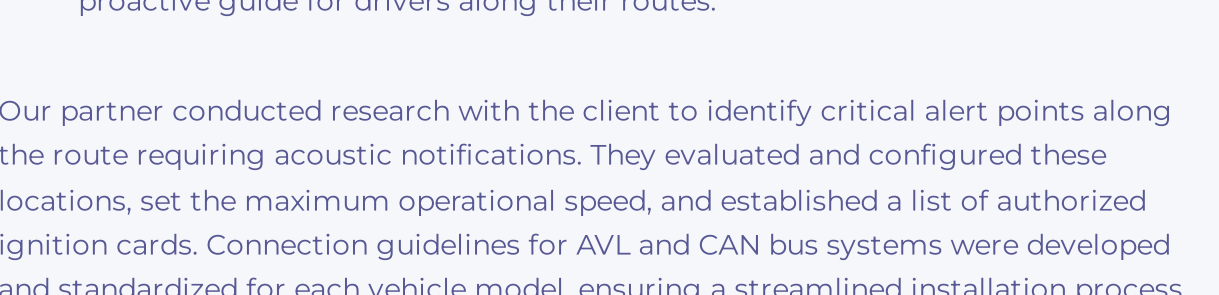 proactive guide for drivers along their routes.
Our partner conducted research with the client to identify critical alert points along
the route requiring acoustic notifications. They evaluated and configured these
locations, set the maximum operational speed, and established a list of authorized
ignition cards. Connection guidelines for AVL and CAN bus systems were developed
and standardized for each vehicle model, ensuring a streamlined installation process